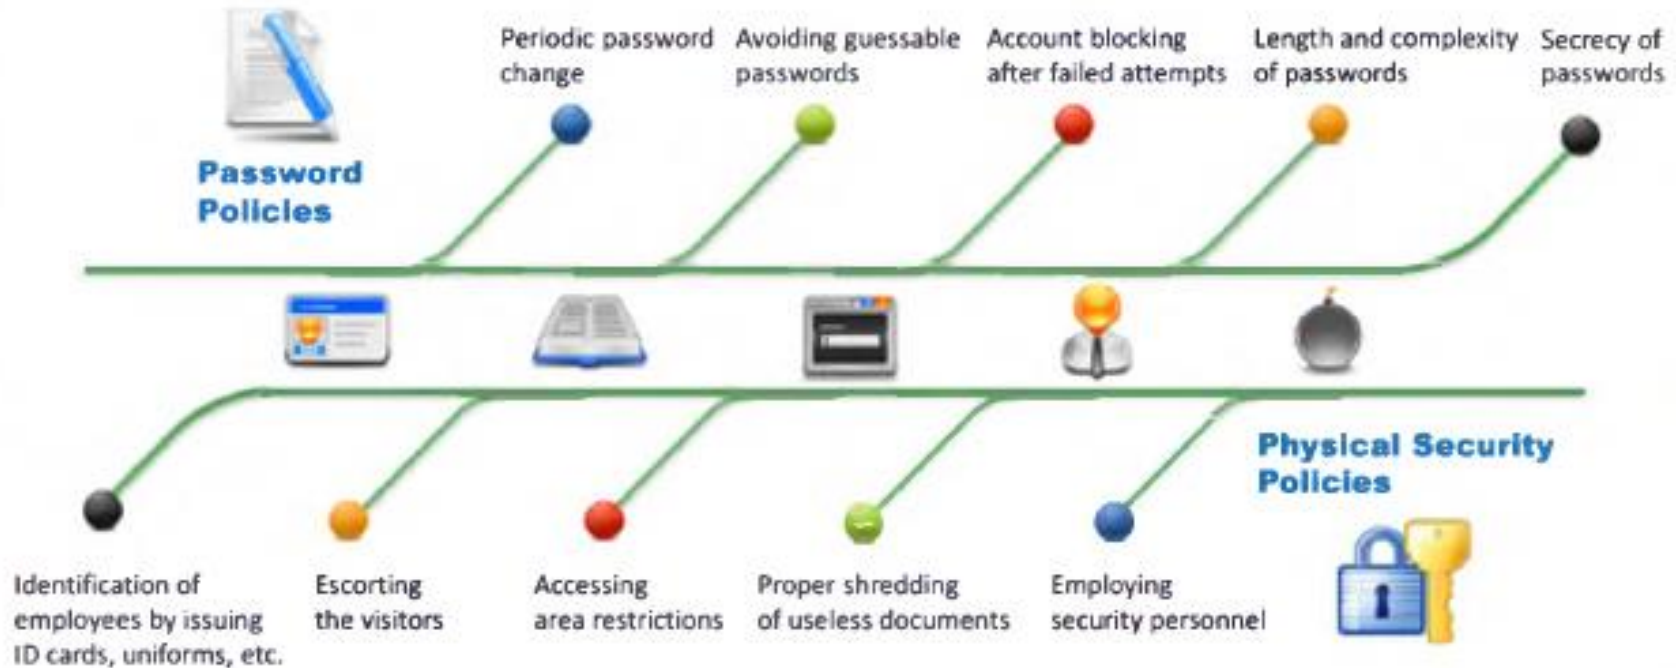 Periodic password
change
Avoiding guessable
passwords
Account blocking
after failed attempts
Length and complexity
of passwords
Secrecy of
passwords
Password
Policies
Physical Security
Policies
Identification of
employees by issuing
ID cards, uniforms, etc.
Escorting
the visitors
Accessing
area restrictions
Proper shredding
of useless documents
Employing
security personnel